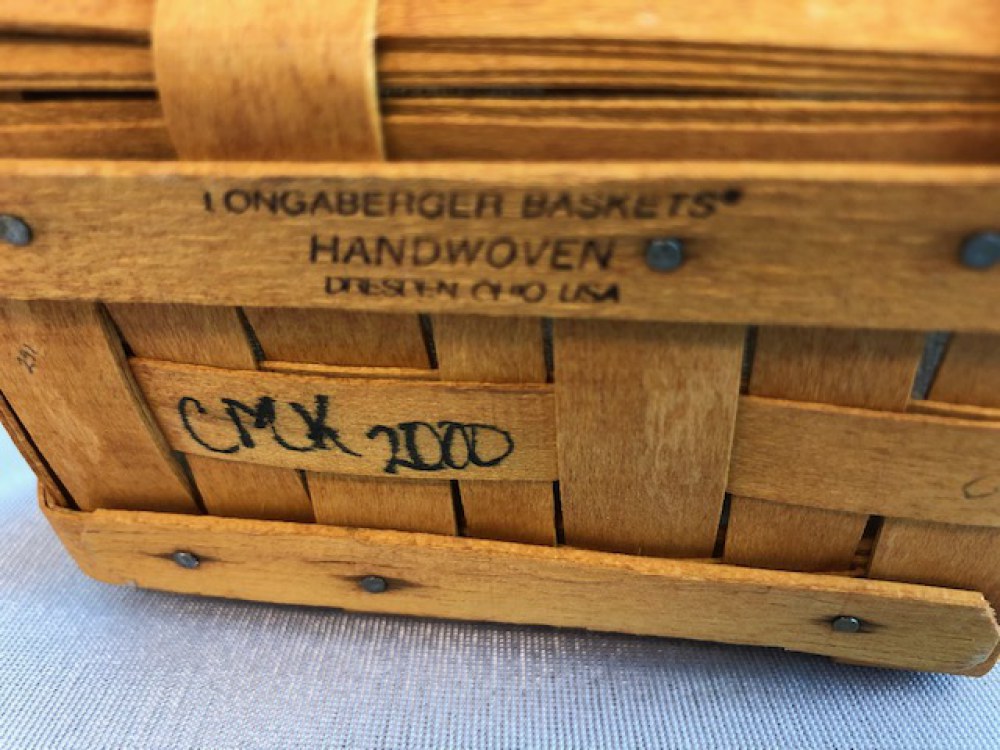 LONGABERGER BASKETS®
HANDWOVEN
DRESDEN OHIO USA
CMK 2000